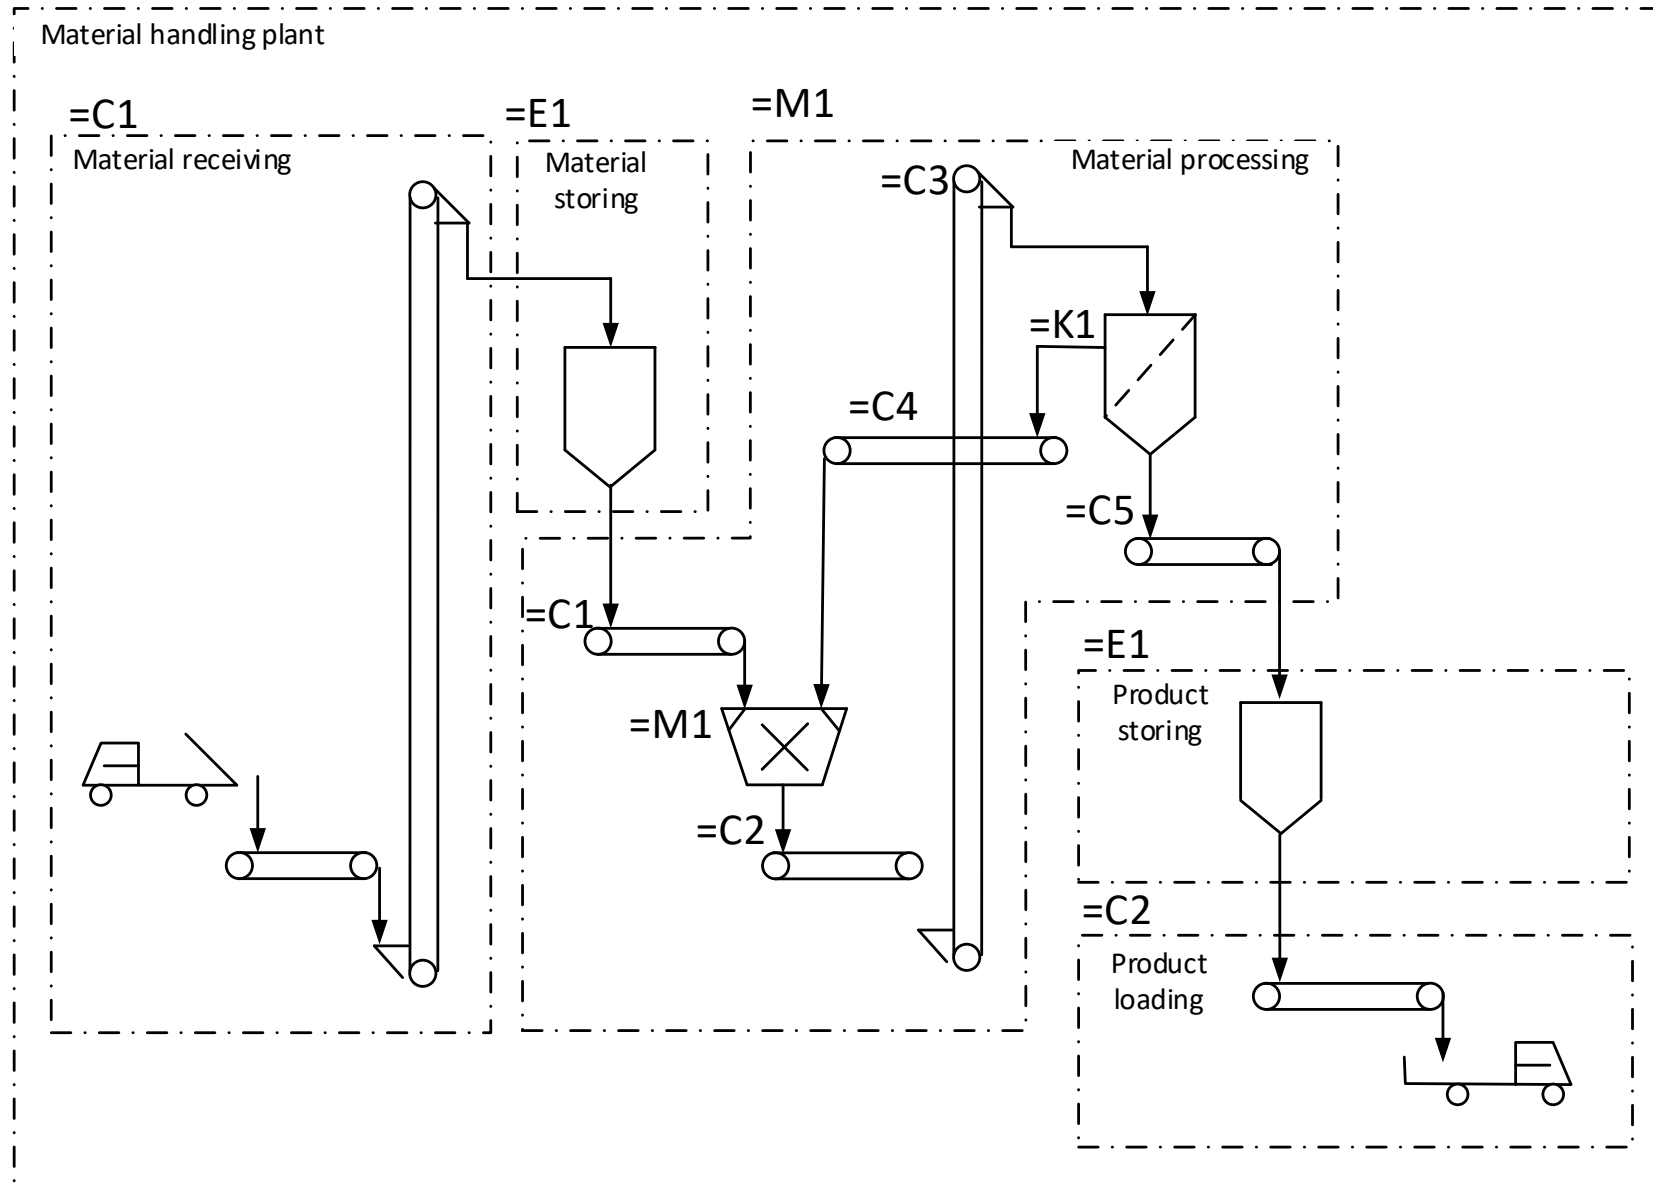 Material handling plant
=C1
Material receiving
=E1
Material
storing
=M1
Material processing
=C3
=K1
=C4
=C5
=C1
=M1
=C2
=E1
Product
storing
=C2
Product
loading